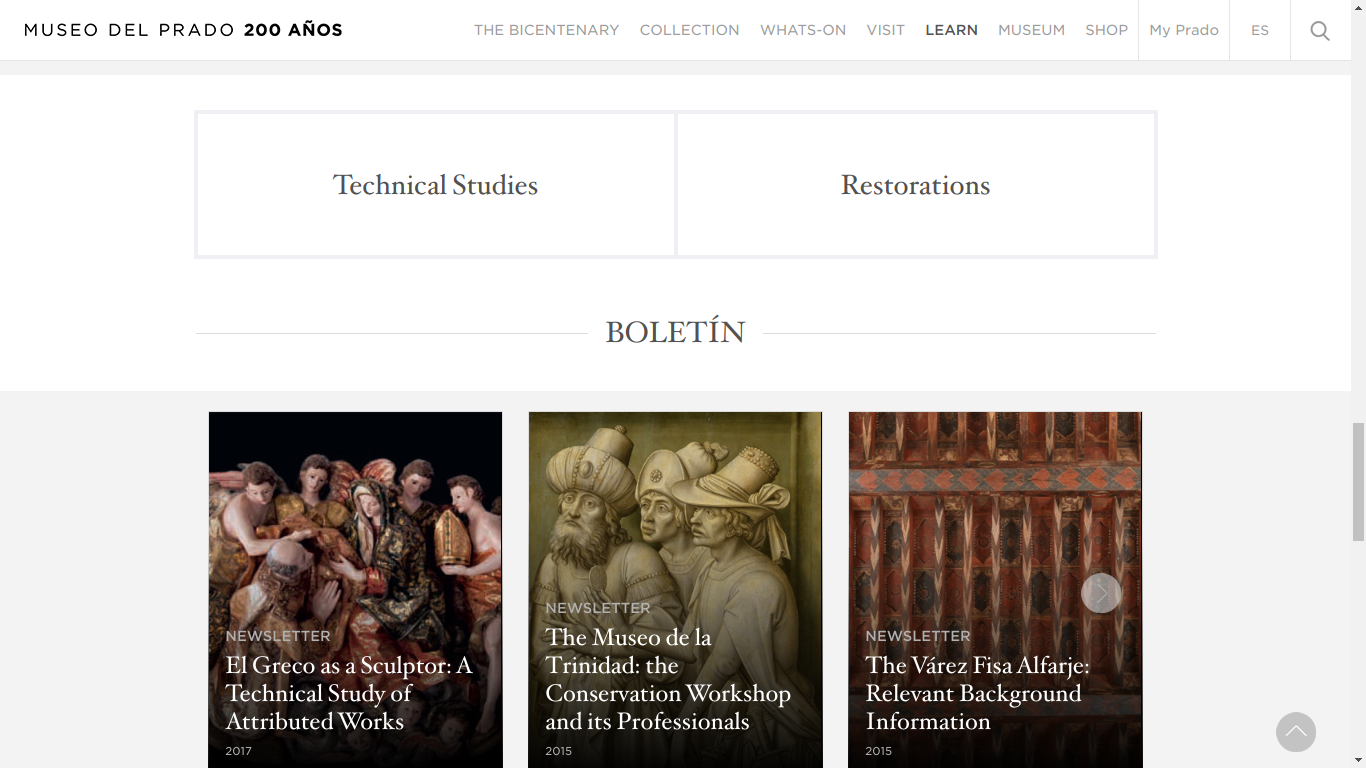 MUSEO DEL PRADO 200 AÑOS
THE BICENTENARY COLLECTION WHATS-ON VISIT LEARN MUSEUM SHOP My Prado ES
Technical Studies
Restorations
BOLETÍN
NEWSLETTER
El Greco as a Sculptor: A
Technical Study of
Attributed Works
2017
NEWSLETTER
The Museo de la
Trinidad: the
Conservation Workshop
and its Professionals
2015
NEWSLETTER
The Várez Fisa Alfarje:
Relevant Background
Information
2015